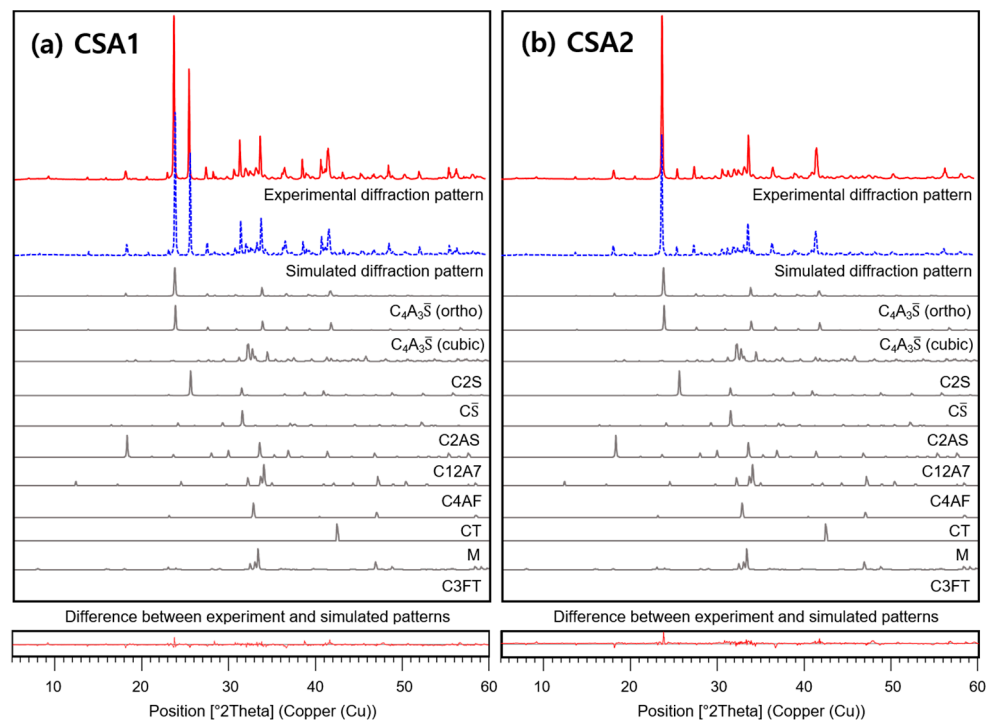 (a) CSA1
Experimental diffraction pattern
Simulated diffraction pattern
C₄A₃S̅ (ortho)
C₄A₃S̅ (cubic)
C2S
CS̅
C2AS
C12A7
C4AF
CT
M
C3FT
Difference between experiment and simulated patterns
10 20 30 40 50 60
Position [°2Theta] (Copper (Cu))
(b) CSA2
Experimental diffraction pattern
Simulated diffraction pattern
C₄A₃S̅ (ortho)
C₄A₃S̅ (cubic)
C2S
CS̅
C2AS
C12A7
C4AF
CT
M
C3FT
Difference between experiment and simulated patterns
10 20 30 40 50 60
Position [°2Theta] (Copper (Cu))